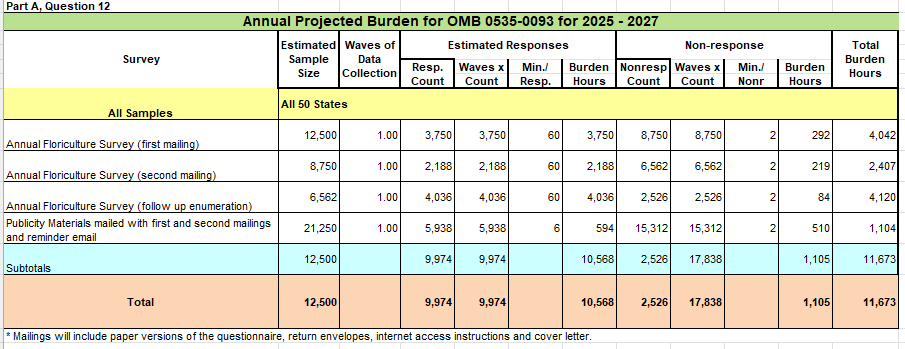 Part A, Question 12
Annual Projected Burden for OMB 0535-0093 for 2025 - 2027
Survey Estimated Sample Size Waves of Data Collection Estimated Responses Non-response Total Burden Hours
Resp. Count Waves x Count Min./ Resp. Burden Hours Nonresp Count Waves x Count Min./ Nonr Burden Hours
All Samples All 50 States
Annual Floriculture Survey (first mailing) 12,500 1.00 3,750 3,750 60 3,750 8,750 8,750 2 292 4,042
Annual Floriculture Survey (second mailing) 8,750 1.00 2,188 2,188 60 2,188 6,562 6,562 2 219 2,407
Annual Floriculture Survey (follow up enumeration) 6,562 1.00 4,036 4,036 60 4,036 2,526 2,526 2 84 4,120
Publicity Materials mailed with first and second mailings and reminder email 21,250 1.00 5,938 5,938 6 594 15,312 15,312 2 510 1,104
Subtotals 12,500 9,974 9,974 10,568 2,526 17,838 1,105 11,673
Total 12,500 9,974 9,974 10,568 2,526 17,838 1,105 11,673
* Mailings will include paper versions of the questionnaire, return envelopes, internet access instructions and cover letter.